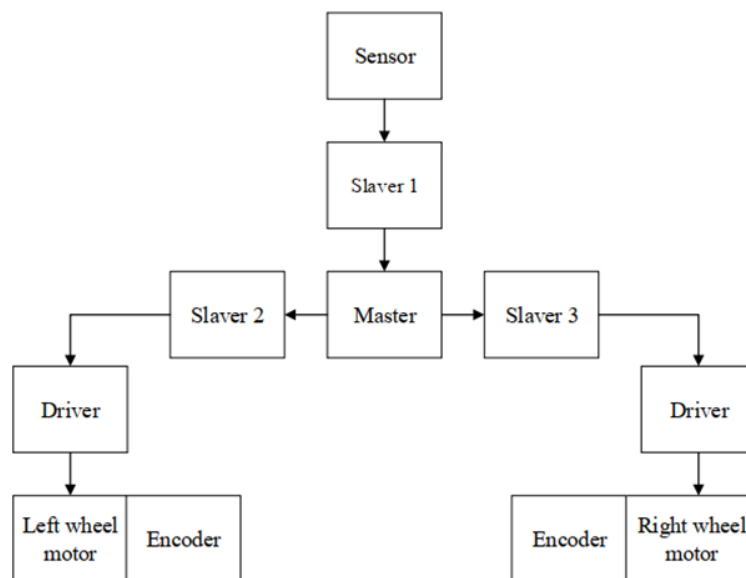 Sensor
Slaver 1
Slaver 2
Master
Slaver 3
Driver
Driver
Left wheel
motor
Encoder
Encoder
Right wheel
motor